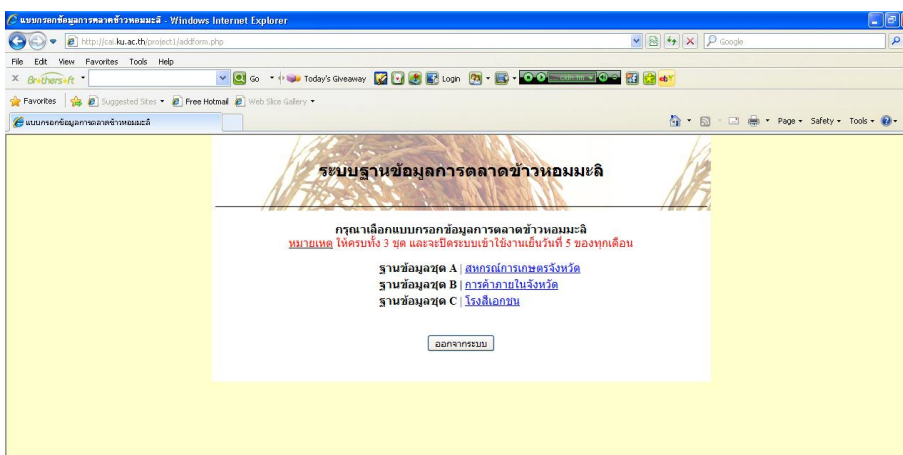 แบบกรอกข้อมูลการตลาดข้าวหอมมะลิ - Windows Internet Explorer
http://cai.ku.ac.th/project1/addform.php
Google
File Edit View Favorites Tools Help
Brothersoft Go Today's Giveaway Login
Favorites Suggested Sites Free Hotmail Web Slice Gallery
แบบกรอกข้อมูลการตลาดข้าวหอมมะลิ Page Safety Tools
ระบบฐานข้อมูลการตลาดข้าวหอมมะลิ
กรุณาเลือกแบบกรอกข้อมูลการตลาดข้าวหอมมะลิ
หมายเหตุ ให้ครบทั้ง 3 ชุด และจะปิดระบบเข้าใช้งานเย็นวันที่ 5 ของทุกเดือน
ฐานข้อมูลชุด A | สหกรณ์การเกษตรจังหวัด
ฐานข้อมูลชุด B | การค้าภายในจังหวัด
ฐานข้อมูลชุด C | โรงสีเอกชน
ออกจากระบบ